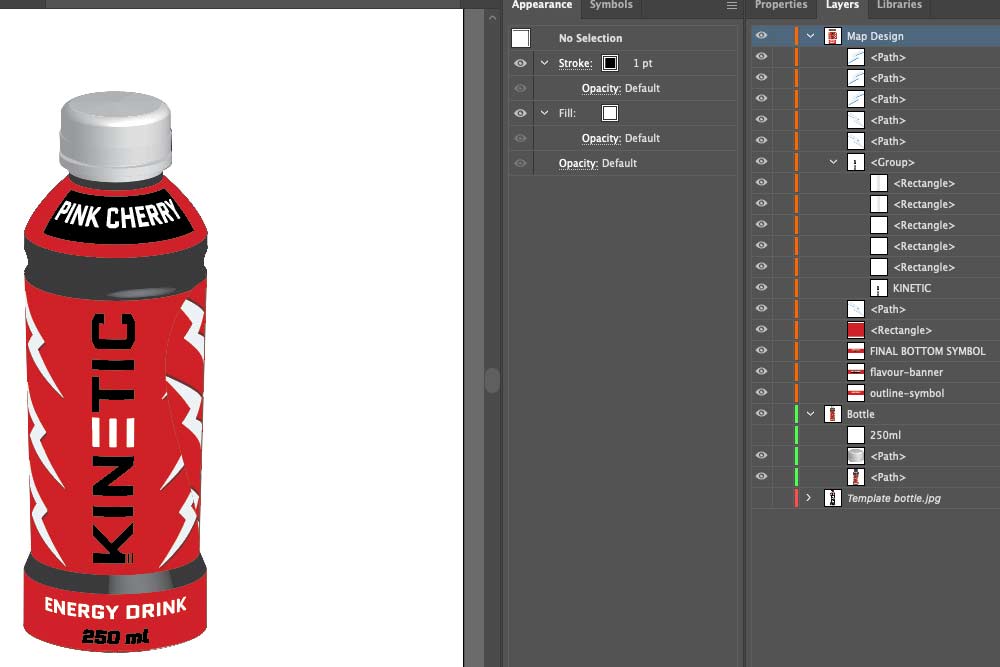 Appearance Symbols
No Selection
Stroke: 1 pt
Opacity: Default
Fill:
Opacity: Default
Opacity: Default
Properties Layers Libraries
Map Design
<Path>
<Path>
<Path>
<Path>
<Path>
<Group>
<Rectangle>
<Rectangle>
<Rectangle>
<Rectangle>
<Rectangle>
KINETIC
<Path>
<Rectangle>
FINAL BOTTOM SYMBOL
flavour-banner
outline-symbol
Bottle
250ml
<Path>
<Path>
Template bottle.jpg
PINK CHERRY
KINETIC
ENERGY DRINK
250 ml